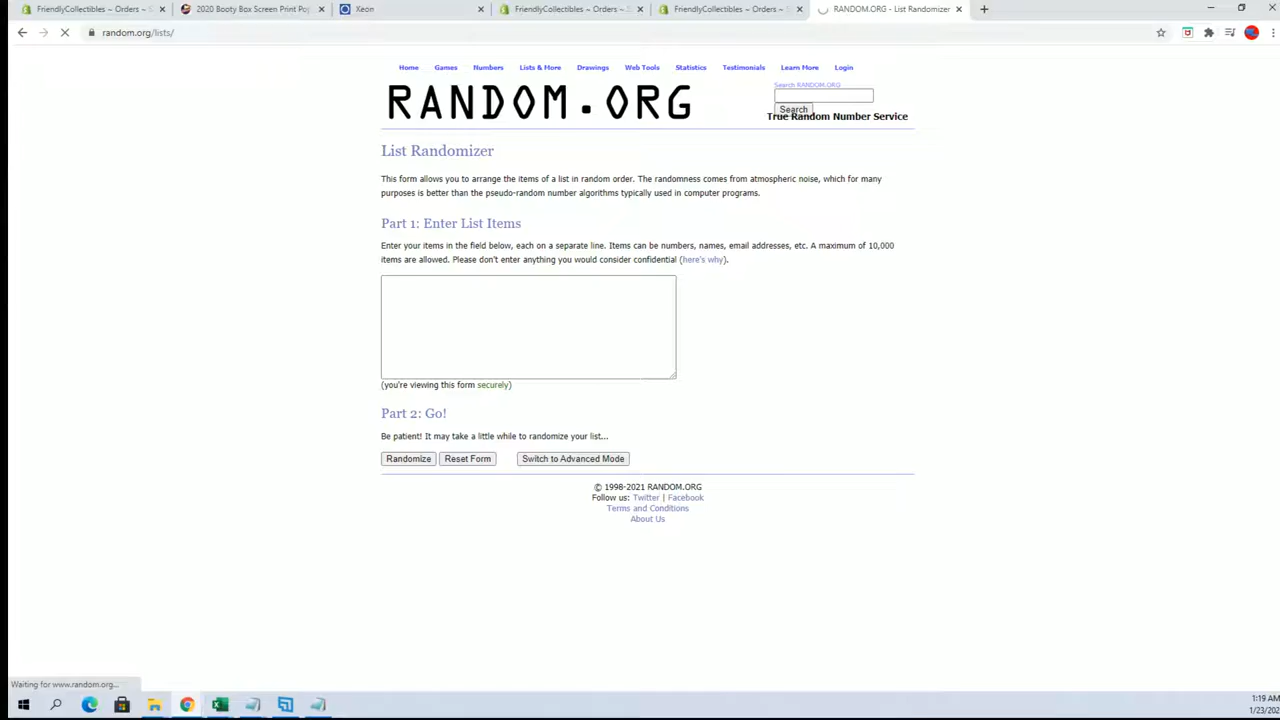 FriendlyCollectibles ~ Orders ~ S
2020 Booty Box Screen Print Pop
Xeon
FriendlyCollectibles ~ Orders ~ S
FriendlyCollectibles ~ Orders ~
RANDOM.ORG - List Randomizer
random.org/lists/
Home Games Numbers Lists & More Drawings Web Tools Statistics Testimonials Learn More Login
RANDOM.ORG
Search RANDOM.ORG
Search
True Random Number Service
List Randomizer
This form allows you to arrange the items of a list in random order. The randomness comes from atmospheric noise, which for many
purposes is better than the pseudo-random number algorithms typically used in computer programs.
Part 1: Enter List Items
Enter your items in the field below, each on a separate line. Items can be numbers, names, email addresses, etc. A maximum of 10,000
items are allowed. Please don't enter anything you would consider confidential (here's why).
(you're viewing this form securely)
Part 2: Go!
Be patient! It may take a little while to randomize your list...
Randomize Reset Form Switch to Advanced Mode
© 1998-2021 RANDOM.ORG
Follow us: Twitter | Facebook
Terms and Conditions
About Us
Waiting for www.random.org...
1:19 AM
1/23/202